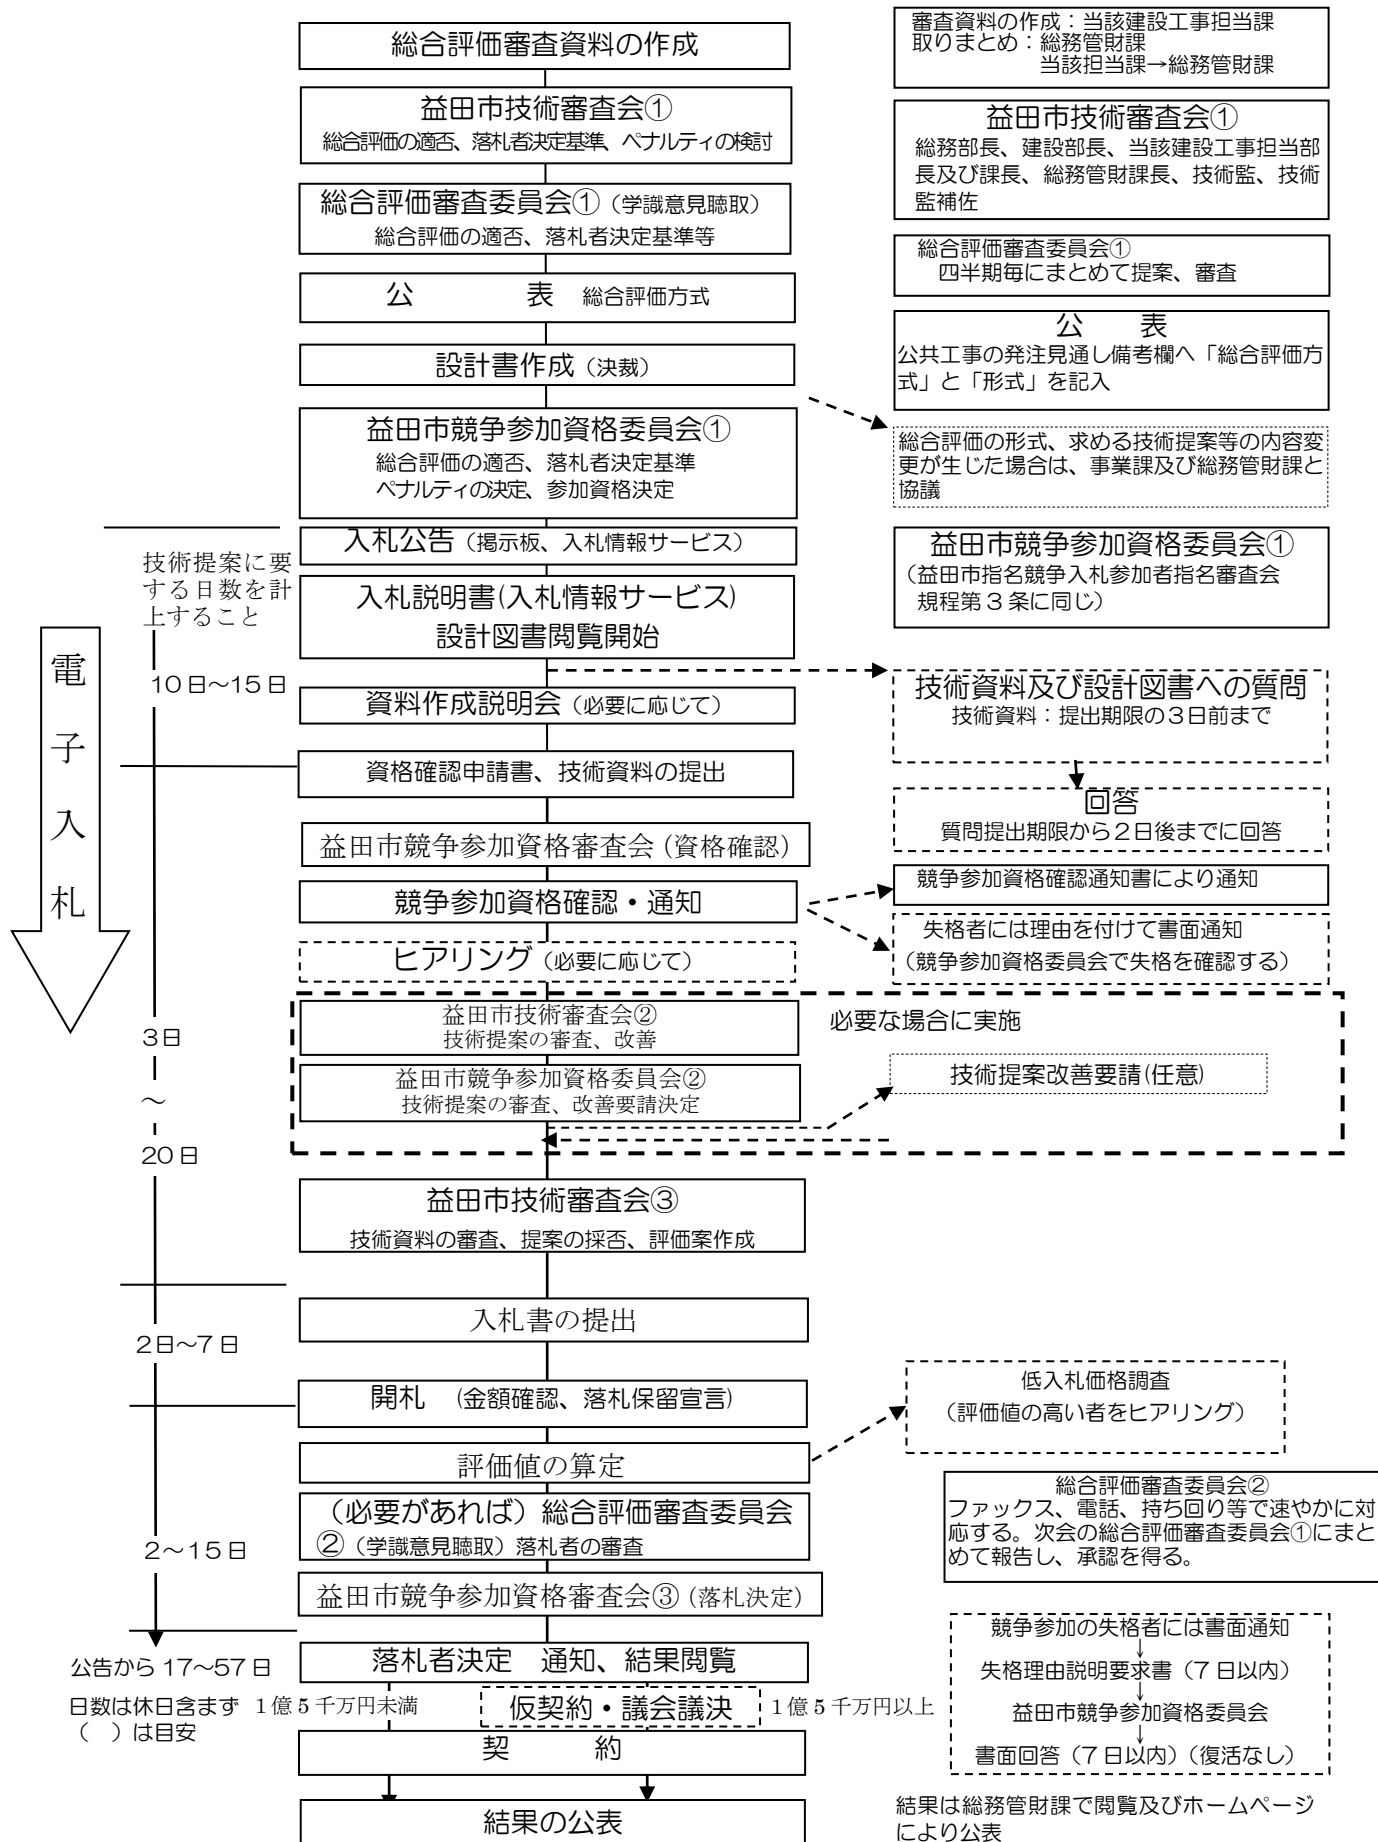 総合評価審査資料の作成
審査資料の作成：当該建設工事担当課
取りまとめ：総務管財課
当該担当課→総務管財課
益田市技術審査会①
総合評価の適否、落札者決定基準、ペナルティの検討
益田市技術審査会①
総務部長、建設部長、当該建設工事担当部
長及び課長、総務管財課長、技術監、技術
監補佐
総合評価審査委員会①（学識意見聴取）
総合評価の適否、落札者決定基準等
総合評価審査委員会①
四半期毎にまとめて提案、審査
公　　　　表　総合評価方式
公　　表
公共工事の発注見通し備考欄へ「総合評価方
式」と「形式」を記入
設計書作成（決裁）
益田市競争参加資格委員会①
総合評価の適否、落札者決定基準
ペナルティの決定、参加資格決定
総合評価の形式、求める技術提案等の内容変
更が生じた場合は、事業課及び総務管財課と
協議
入札公告（掲示板、入札情報サービス）
益田市競争参加資格委員会①
（益田市指名競争入札参加者指名審査会
規程第３条に同じ）
技術提案に要
する日数を計
上すること
入札説明書(入札情報サービス)
設計図書閲覧開始
電子入札
10日～15日
資料作成説明会（必要に応じて）
技術資料及び設計図書への質問
技術資料：提出期限の３日前まで
資格確認申請書、技術資料の提出
回答
質問提出期限から２日後までに回答
益田市競争参加資格審査会（資格確認）
競争参加資格確認・通知
競争参加資格確認通知書により通知
失格者には理由を付けて書面通知
（競争参加資格委員会で失格を確認する）
ヒアリング（必要に応じて）
益田市技術審査会②
技術提案の審査、改善
必要な場合に実施
3日
～
20日
益田市競争参加資格委員会②
技術提案の審査、改善要請決定
技術提案改善要請(任意)
益田市技術審査会③
技術資料の審査、提案の採否、評価案作成
入札書の提出
2日～7日
開札　(金額確認、落札保留宣言)
低入札価格調査
（評価値の高い者をヒアリング）
評価値の算定
（必要があれば）総合評価審査委員会
②（学識意見聴取）落札者の審査
総合評価審査委員会②
ファックス、電話、持ち回り等で速やかに対
応する。次会の総合評価審査委員会①にまと
めて報告し、承認を得る。
2～15日
益田市競争参加資格審査会③（落札決定）
競争参加の失格者には書面通知
↓
失格理由説明要求書（７日以内）
↓
益田市競争参加資格委員会
↓
書面回答（７日以内）（復活なし）
公告から 17～57日
落札者決定　通知、結果閲覧
日数は休日含まず
（　）は目安
１億５千万円未満
仮契約・議会議決
１億５千万円以上
契　　約
結果の公表
結果は総務管財課で閲覧及びホームページ
により公表